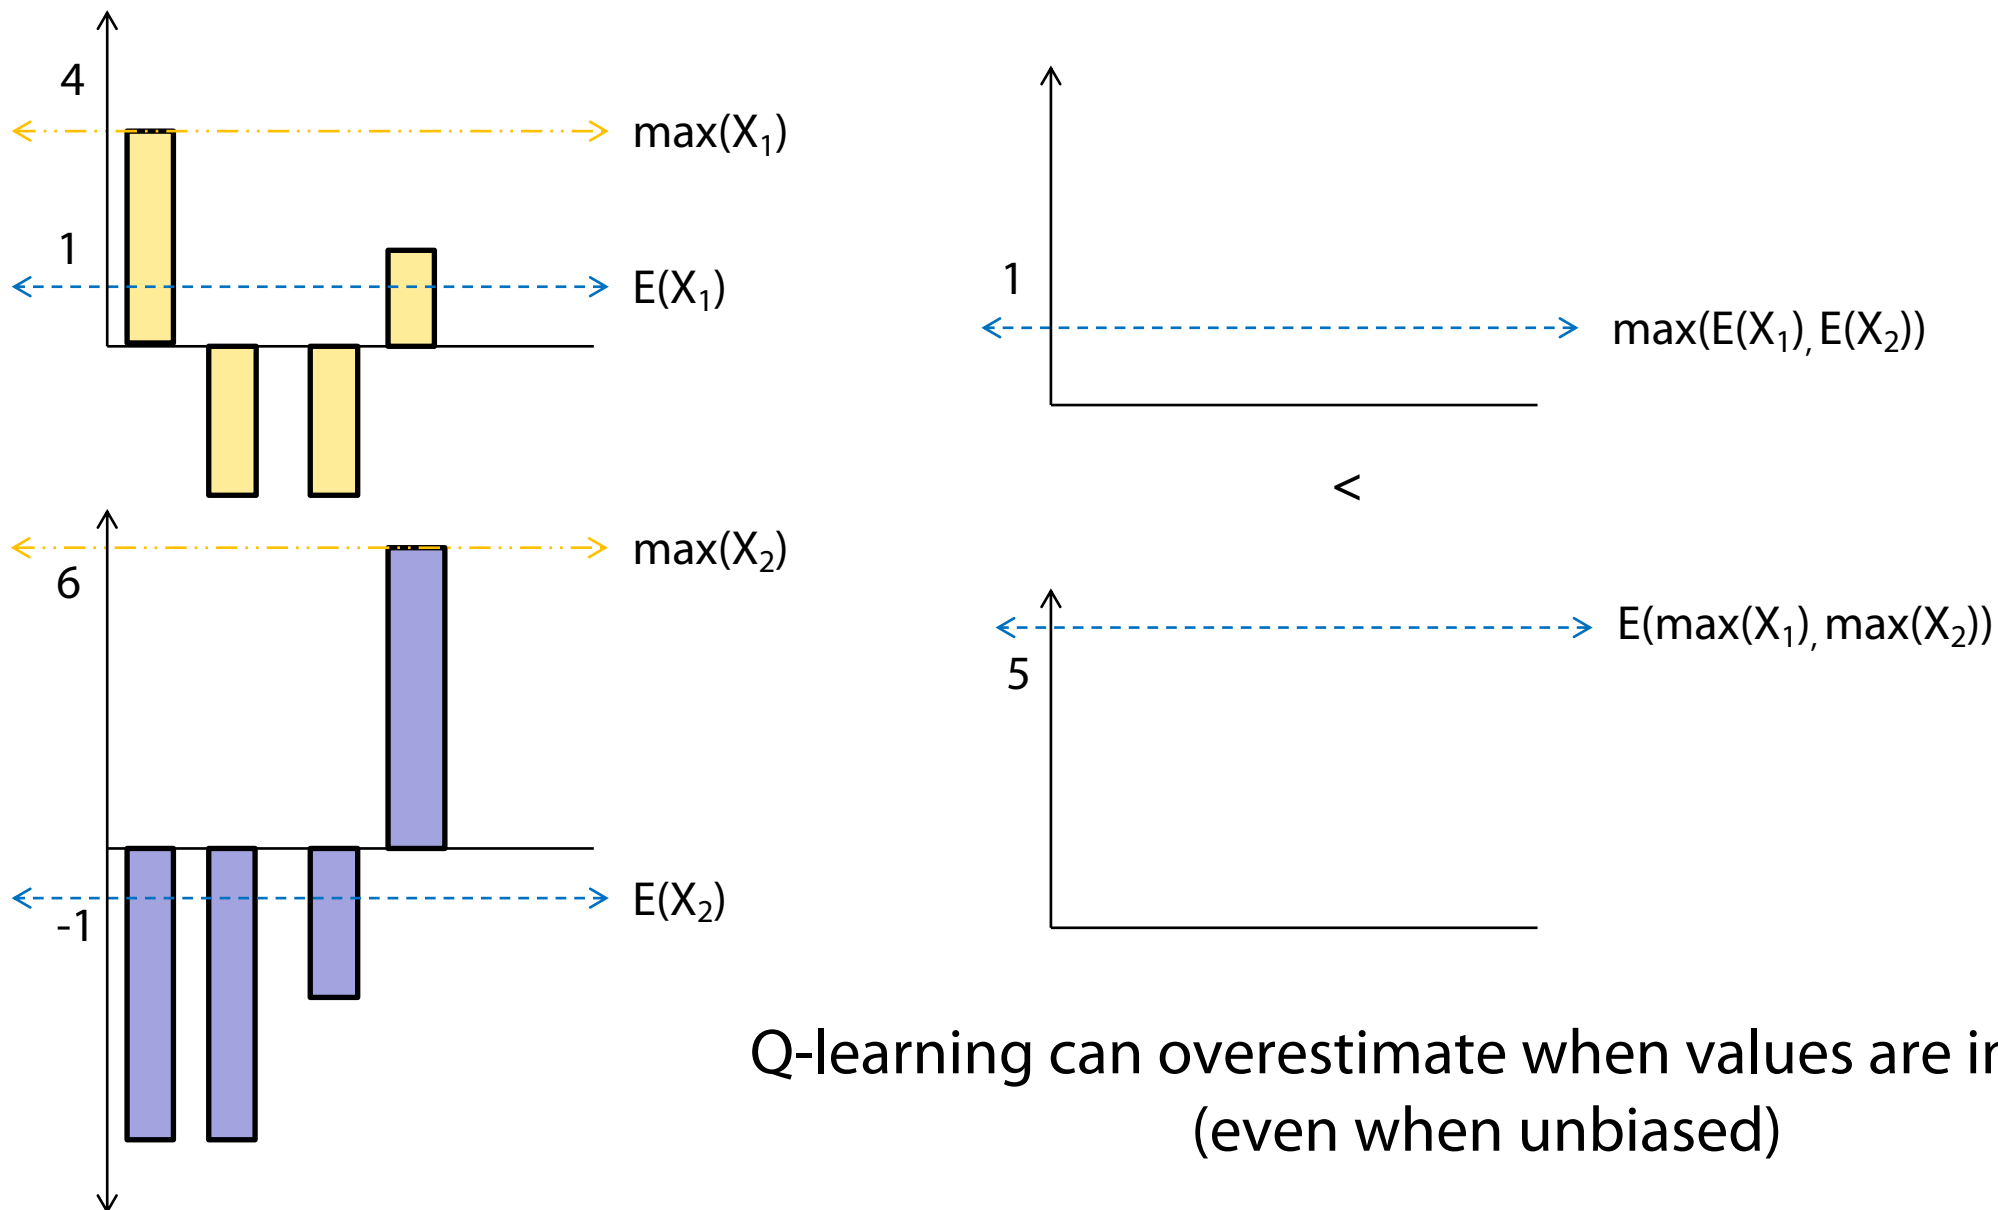 4
max(X₁)
1
E(X₁)
max(X₂)
6
E(X₂)
-1
1
max(E(X₁), E(X₂))
<
E(max(X₁), max(X₂))
5
Q-learning can overestimate when values are
(even when unbiased)